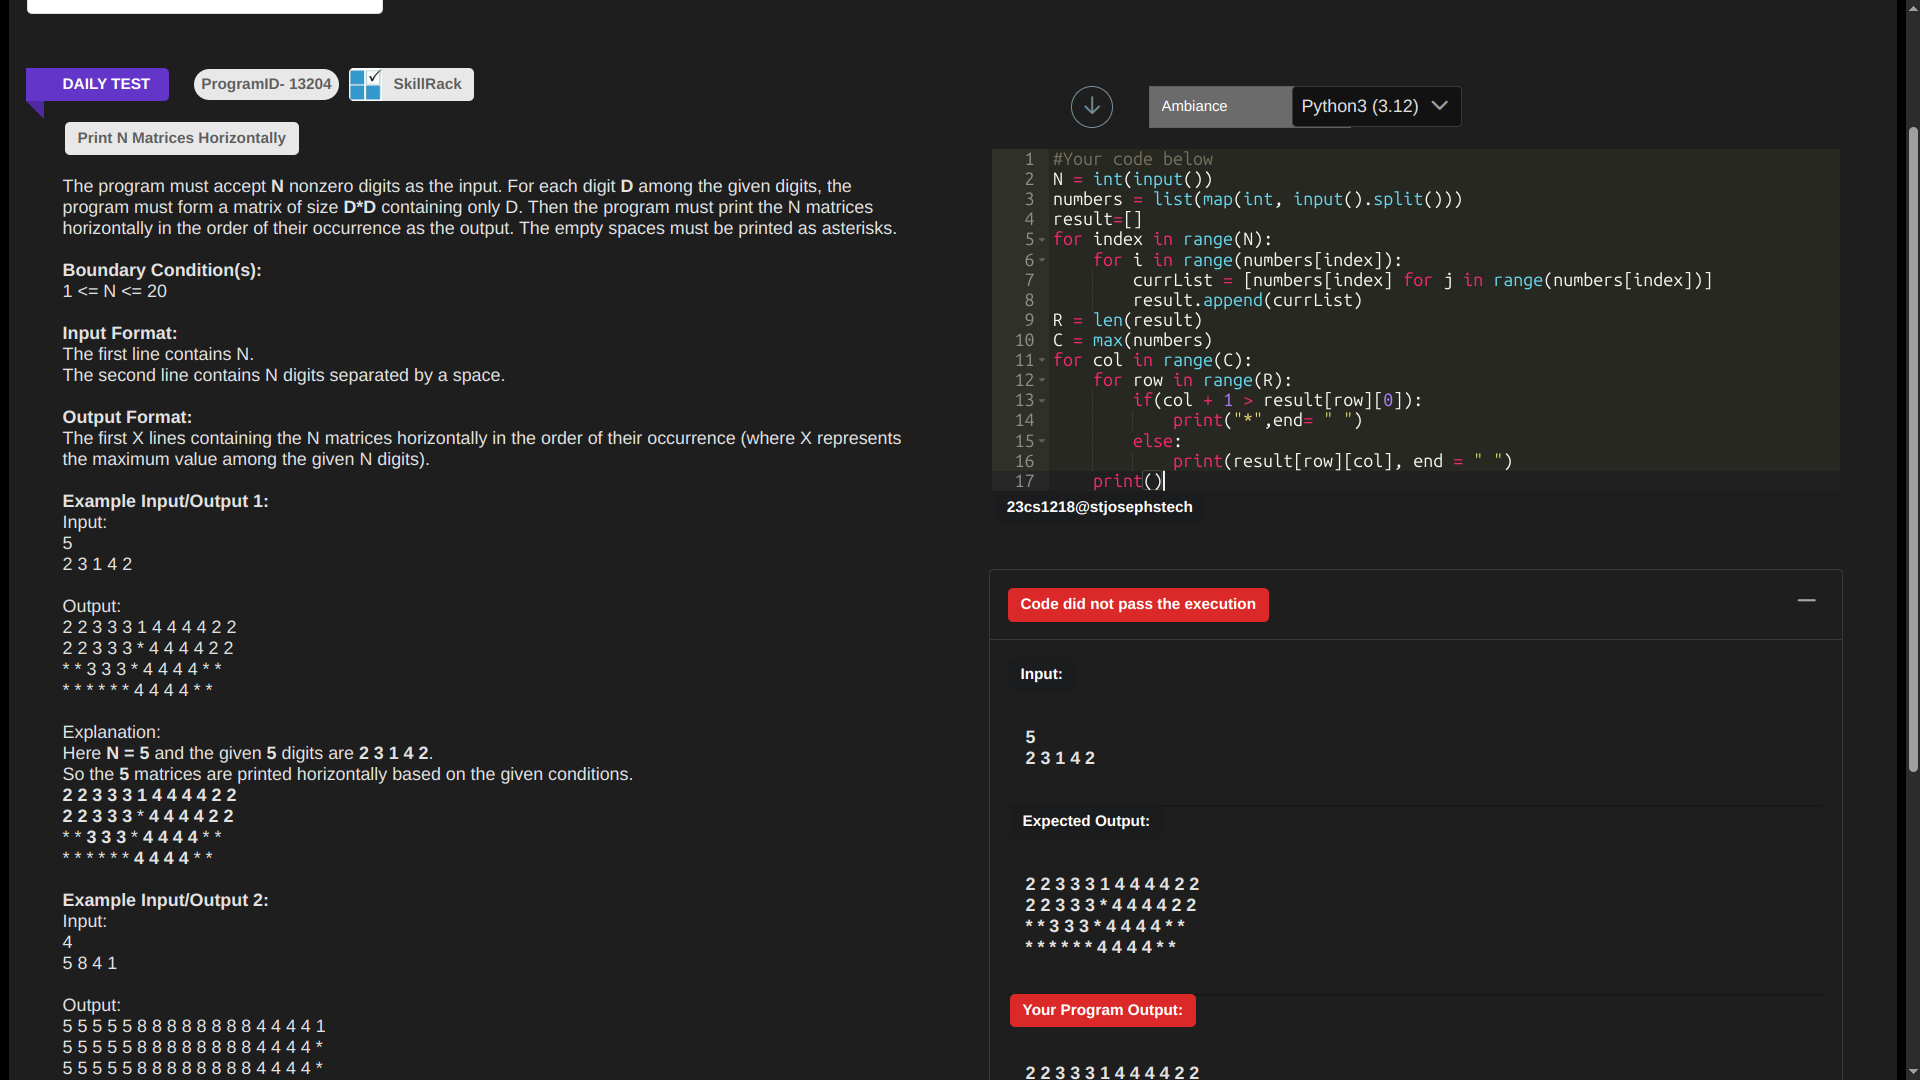 DAILY TEST
ProgramID- 13204
SkillRack
Print N Matrices Horizontally
The program must accept N nonzero digits as the input. For each digit D among the given digits, the
program must form a matrix of size D*D containing only D. Then the program must print the N matrices
horizontally in the order of their occurrence as the output. The empty spaces must be printed as asterisks.
Boundary Condition(s):
1 <= N <= 20
Input Format:
The first line contains N.
The second line contains N digits separated by a space.
Output Format:
The first X lines containing the N matrices horizontally in the order of their occurrence (where X represents
the maximum value among the given N digits).
Example Input/Output 1:
Input:
5
2 3 1 4 2
Output:
2 2 3 3 3 1 4 4 4 4 2 2
2 2 3 3 3 * 4 4 4 4 2 2
* * 3 3 3 * 4 4 4 4 * *
* * * * * * 4 4 4 4 * *
Explanation:
Here N = 5 and the given 5 digits are 2 3 1 4 2.
So the 5 matrices are printed horizontally based on the given conditions.
2 2 3 3 3 1 4 4 4 4 2 2
2 2 3 3 3 * 4 4 4 4 2 2
* * 3 3 3 * 4 4 4 4 * *
* * * * * * 4 4 4 4 * *
Example Input/Output 2:
Input:
4
5 8 4 1
Output:
5 5 5 5 5 8 8 8 8 8 8 8 8 4 4 4 4 1
5 5 5 5 5 8 8 8 8 8 8 8 8 4 4 4 4 *
5 5 5 5 5 8 8 8 8 8 8 8 8 4 4 4 4 *
Ambiance
Python3 (3.12)
1 #Your code below
2 N = int(input())
3 numbers = list(map(int, input().split()))
4 result=[]
5 for index in range(N):
6     for i in range(numbers[index]):
7         currList = [numbers[index] for j in range(numbers[index])]
8         result.append(currList)
9 R = len(result)
10 C = max(numbers)
11 for col in range(C):
12     for row in range(R):
13         if(col + 1 > result[row][0]):
14             print("*",end= " ")
15         else:
16             print(result[row][col], end = " ")
17     print()
23cs1218@stjosephstech
Code did not pass the execution
Input:
5
2 3 1 4 2
Expected Output:
2 2 3 3 3 1 4 4 4 4 2 2
2 2 3 3 3 * 4 4 4 4 2 2
* * 3 3 3 * 4 4 4 4 * *
* * * * * * 4 4 4 4 * *
Your Program Output:
2 2 3 3 3 1 4 4 4 4 2 2